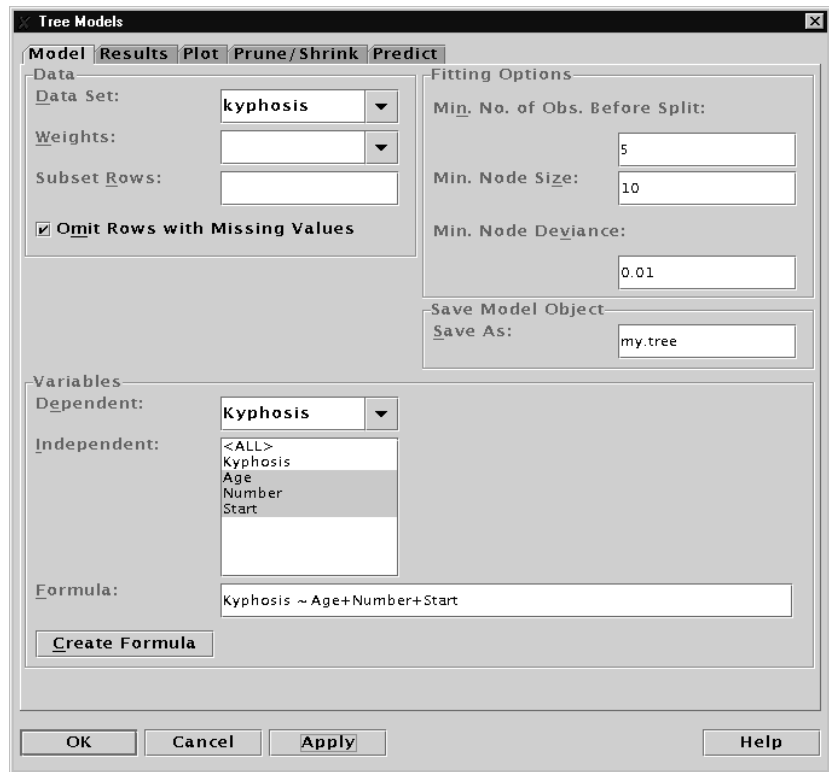 Tree Models
Model Results Plot Prune/Shrink Predict
Data
Data Set:
kyphosis
Weights:
Subset Rows:
Omit Rows with Missing Values
Fitting Options
Min. No. of Obs. Before Split:
5
Min. Node Size:
10
Min. Node Deviance:
0.01
Save Model Object
Save As:
my.tree
Variables
Dependent:
Kyphosis
Independent:
<ALL>
Kyphosis
Age
Number
Start
Formula:
Kyphosis ~ Age+Number+Start
Create Formula
OK Cancel Apply Help